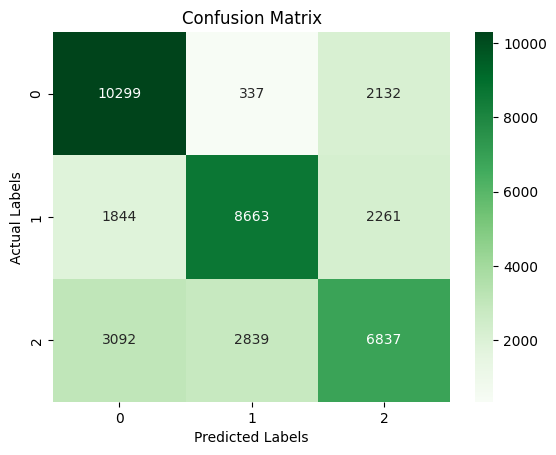 Confusion Matrix
0 10299 337 2132
1 1844 8663 2261
2 3092 2839 6837
0 1 2
Predicted Labels
Actual Labels
10000
8000
6000
4000
2000